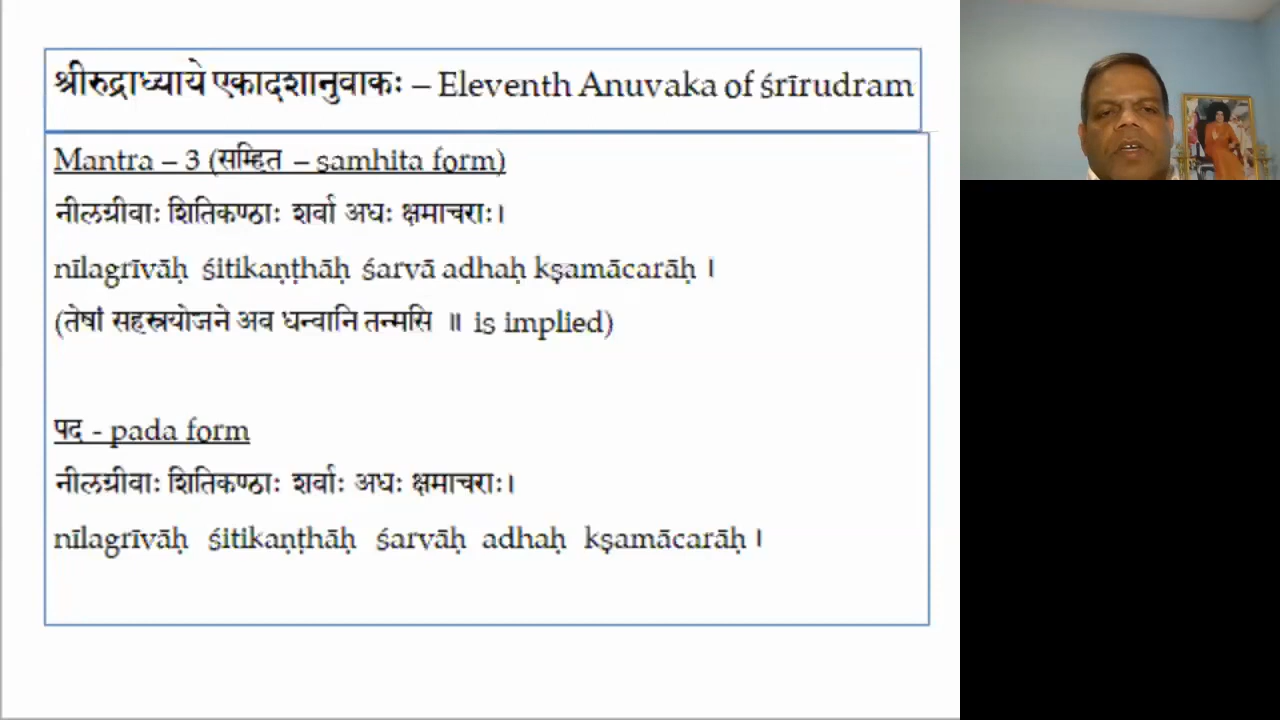 श्रीरुद्राध्याये एकादशानुवाकः – Eleventh Anuvaka of śrīrudram
Mantra – 3 (सम्हित – samhita form)
नीलग्रीवाः शितिकण्ठाः शर्वा अधः क्षमाचराः।
nīlagrīvāḥ śitikaṇṭhāḥ śarvā adhaḥ kṣamācarāḥ ।
(तेषां सहस्रयोजने अव धन्वानि तन्मसि ॥ is implied)
पद - pada form
नीलग्रीवाः शितिकण्ठाः शर्वाः अधः क्षमाचराः।
nīlagrīvāḥ śitikaṇṭhāḥ śarvāḥ adhaḥ kṣamācarāḥ ।